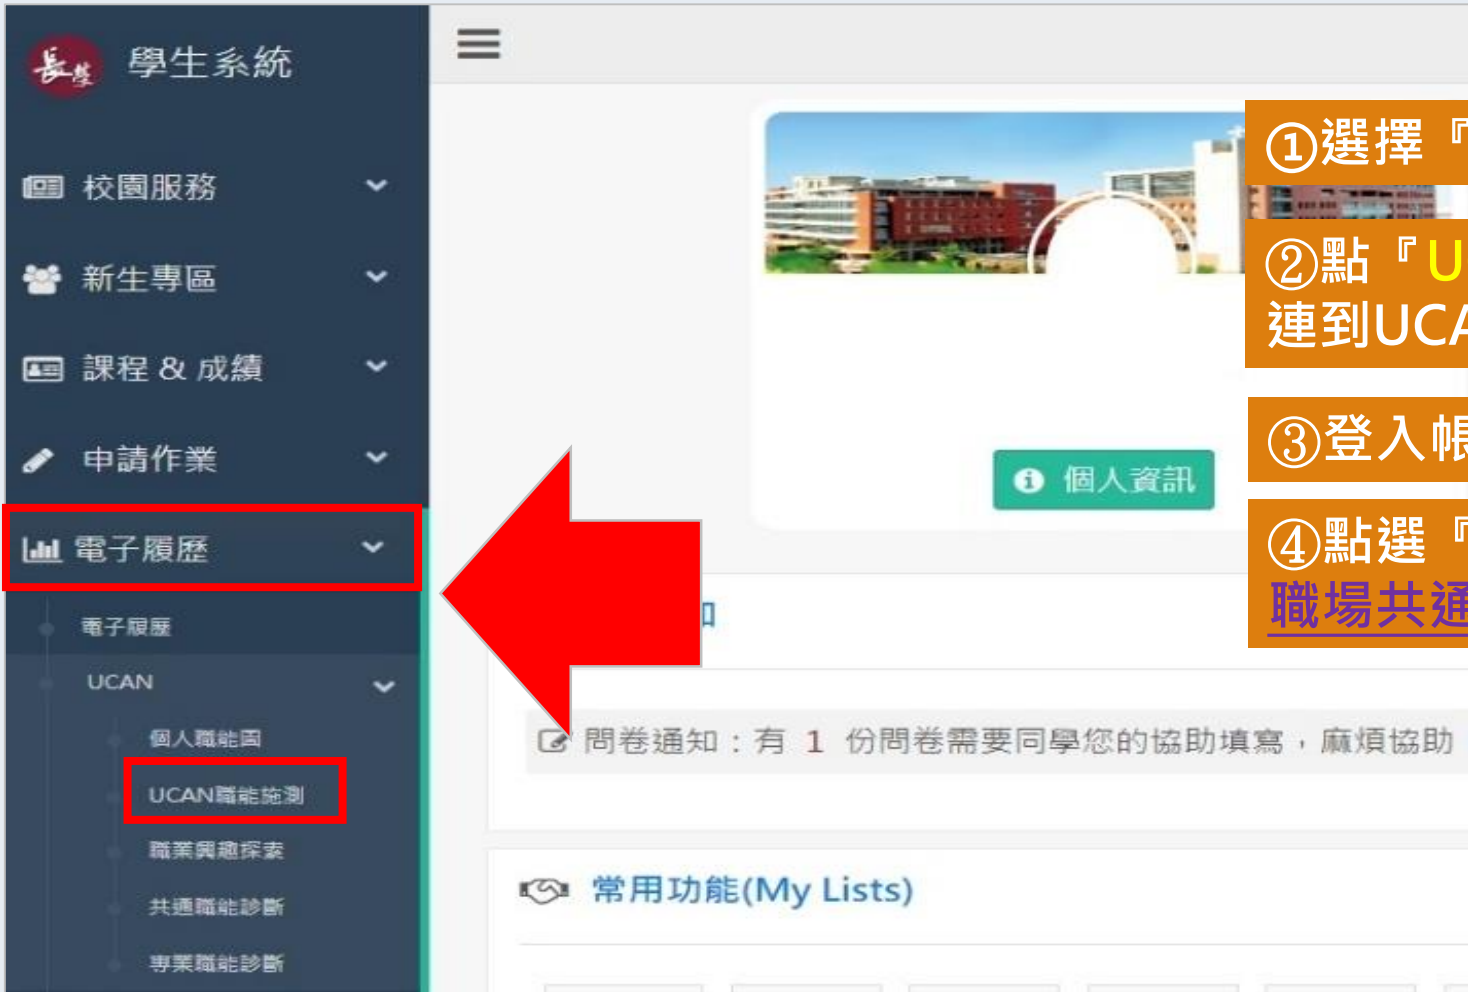 長榮 學生系統
校園服務
新生專區
課程 & 成績
申請作業
電子履歷
電子履歷
UCAN
個人職能圖
UCAN職能施測
職業興趣探索
共通職能診斷
專業職能診斷
①選擇『
②點『U
連到UCA
③登入帳
④點選『
職場共通
個人資訊
問卷通知：有 1 份問卷需要同學您的協助填寫，麻煩協助
常用功能(My Lists)